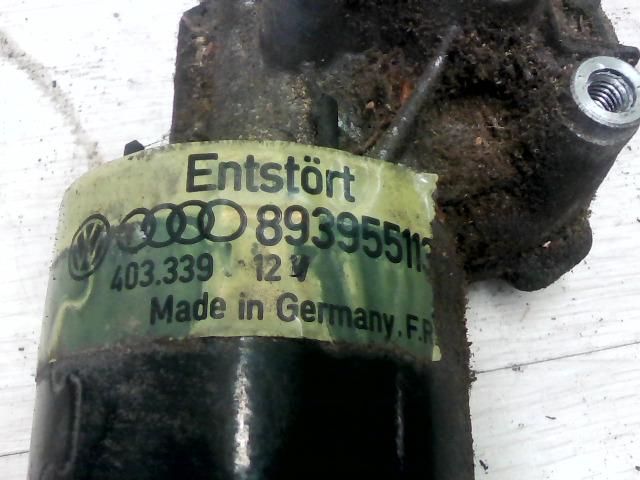 Entstört
893955113
403.339 12 V
Made in Germany. F.R